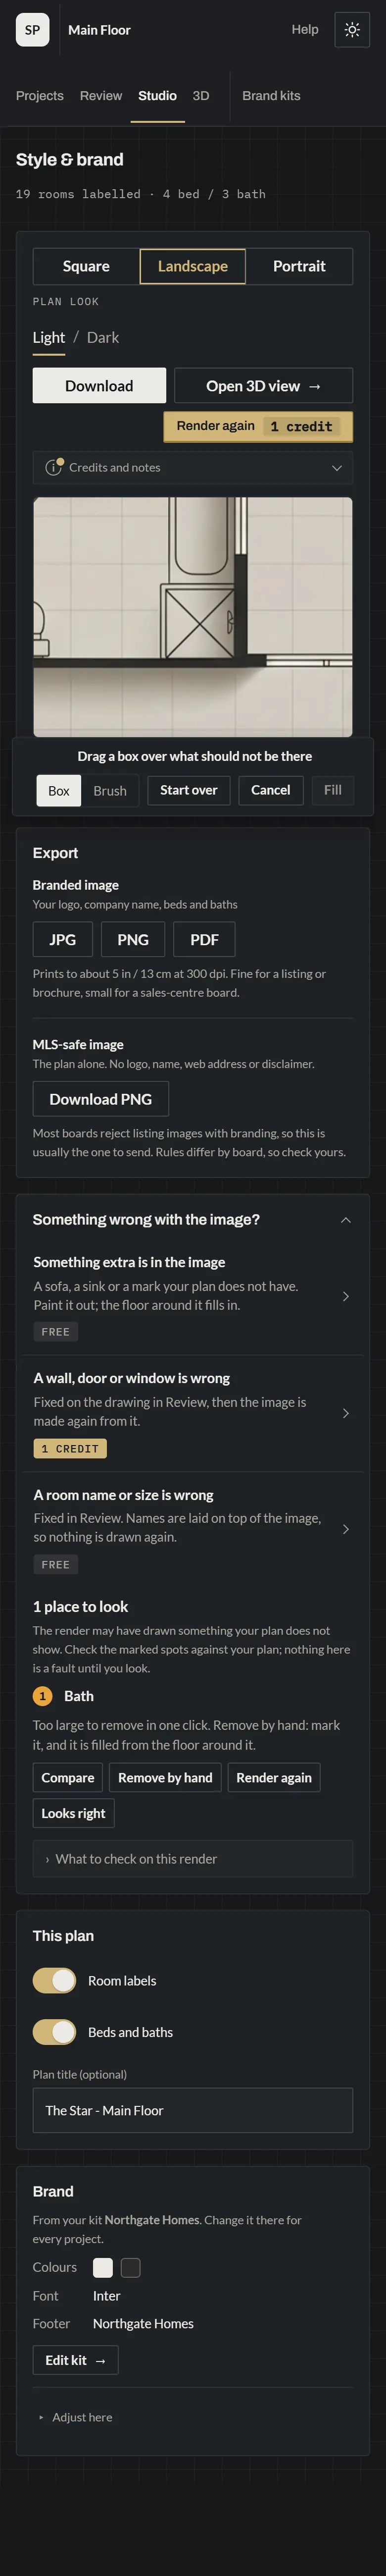 SP
Main Floor
Help
Projects Review Studio 3D Brand kits
Style & brand
19 rooms labelled · 4 bed / 3 bath
Square Landscape Portrait
PLAN LOOK
Light / Dark
Download Open 3D view →
Render again 1 credit
Credits and notes
Drag a box over what should not be there
Box Brush Start over Cancel Fill
Export
Branded image
Your logo, company name, beds and baths
JPG PNG PDF
Prints to about 5 in / 13 cm at 300 dpi. Fine for a listing or
brochure, small for a sales-centre board.
MLS-safe image
The plan alone. No logo, name, web address or disclaimer.
Download PNG
Most boards reject listing images with branding, so this is
usually the one to send. Rules differ by board, so check yours.
Something wrong with the image?
Something extra is in the image
A sofa, a sink or a mark your plan does not have.
Paint it out; the floor around it fills in.
FREE
A wall, door or window is wrong
Fixed on the drawing in Review, then the image is
made again from it.
1 CREDIT
A room name or size is wrong
Fixed in Review. Names are laid on top of the image,
so nothing is drawn again.
FREE
1 place to look
The render may have drawn something your plan does not
show. Check the marked spots against your plan; nothing here
is a fault until you look.
1 Bath
Too large to remove in one click. Remove by hand: mark
it, and it is filled from the floor around it.
Compare Remove by hand Render again
Looks right
› What to check on this render
This plan
Room labels
Beds and baths
Plan title (optional)
The Star - Main Floor
Brand
From your kit Northgate Homes. Change it there for
every project.
Colours
Font Inter
Footer Northgate Homes
Edit kit →
Adjust here